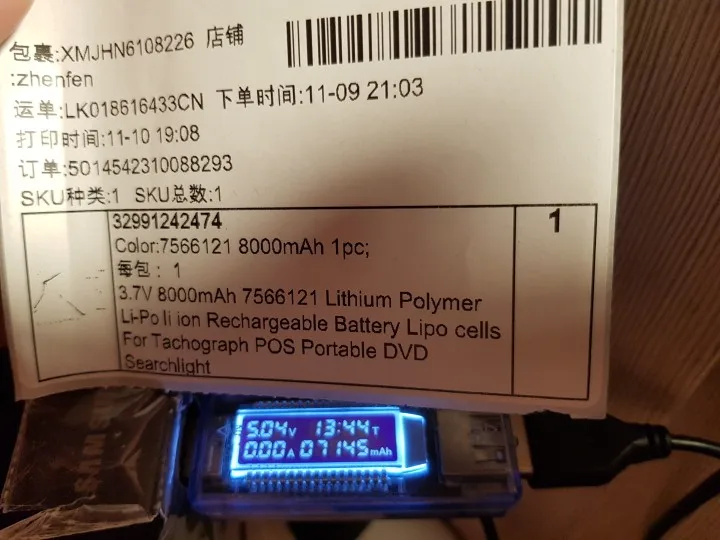 包裹:XMJHN6108226 店铺
:zhenfen
运单:LK018616433CN 下单时间:11-09 21:03
打印时间:11-10 19:08
订单:5014542310088293
SKU种类:1 SKU总数:1
32991242474
1
Color:7566121 8000mAh 1pc;
每包: 1
3.7V 8000mAh 7566121 Lithium Polymer
Li-Po li ion Rechargeable Battery Lipo cells
For Tachograph POS Portable DVD
Searchlight
5.04V 13:44T
0.00A 07145mAh